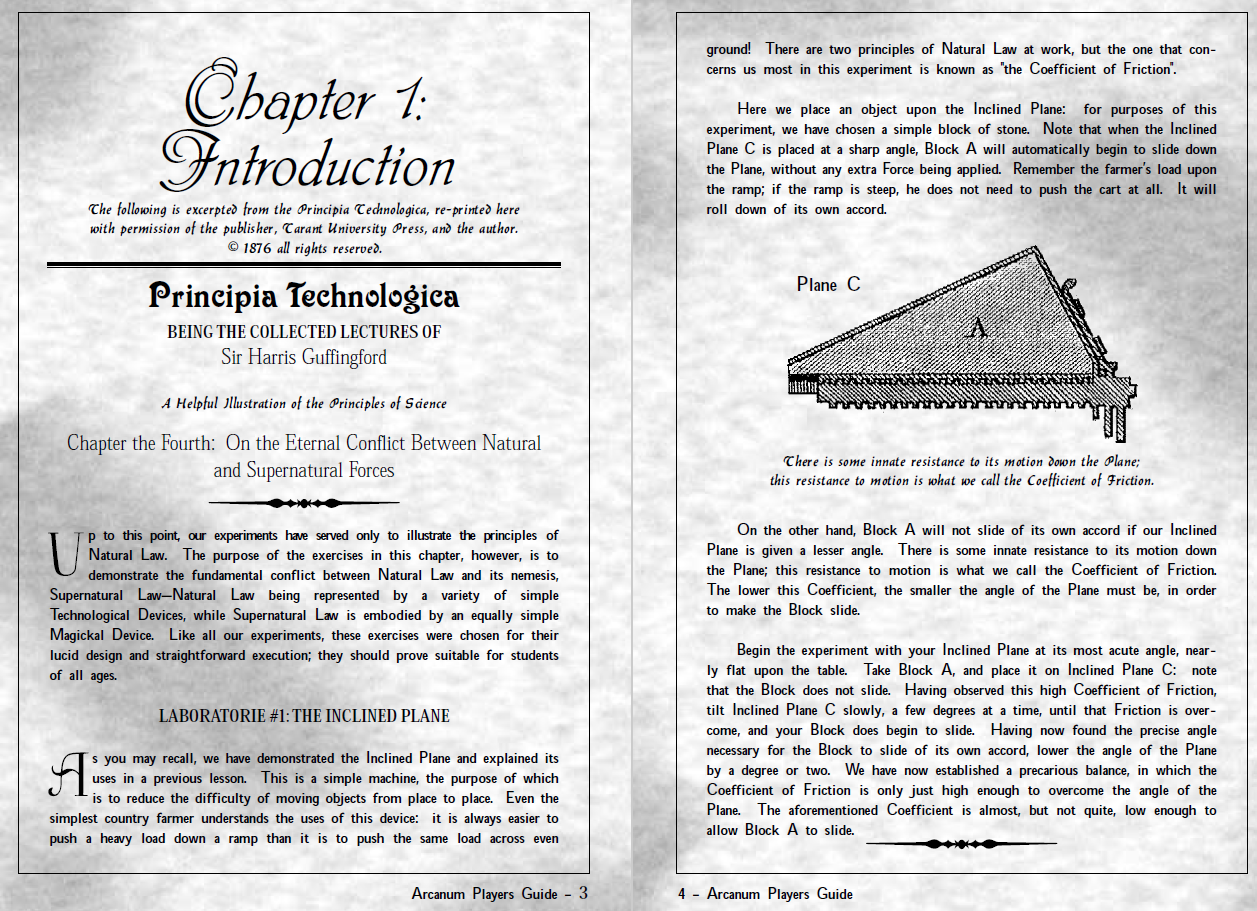 Chapter 1:
Introduction
The following is excerpted from the Principia Technologica, re-printed here
with permission of the publisher, Tarant University Press, and the author.
© 1876 all rights reserved.
Principia Technologica
BEING THE COLLECTED LECTURES OF
Sir Harris Guffingford
A Helpful Illustration of the Principles of Science
Chapter the Fourth: On the Eternal Conflict Between Natural
and Supernatural Forces
Up to this point, our experiments have served only to illustrate the principles of
Natural Law. The purpose of the exercises in this chapter, however, is to
demonstrate the fundamental conflict between Natural Law and its nemesis,
Supernatural Law—Natural Law being represented by a variety of simple
Technological Devices, while Supernatural Law is embodied by an equally simple
Magickal Device. Like all our experiments, these exercises were chosen for their
lucid design and straightforward execution; they should prove suitable for students
of all ages.
LABORATORIE #1: THE INCLINED PLANE
As you may recall, we have demonstrated the Inclined Plane and explained its
uses in a previous lesson. This is a simple machine, the purpose of which
is to reduce the difficulty of moving objects from place to place. Even the
simplest country farmer understands the uses of this device: it is always easier to
push a heavy load down a ramp than it is to push the same load across even
Arcanum Players Guide - 3
ground! There are two principles of Natural Law at work, but the one that con-
cerns us most in this experiment is known as "the Coefficient of Friction".
Here we place an object upon the Inclined Plane: for purposes of this
experiment, we have chosen a simple block of stone. Note that when the Inclined
Plane C is placed at a sharp angle, Block A will automatically begin to slide down
the Plane, without any extra Force being applied. Remember the farmer's load upon
the ramp; if the ramp is steep, he does not need to push the cart at all. It will
roll down of its own accord.
Plane C
A
There is some innate resistance to its motion down the Plane;
this resistance to motion is what we call the Coefficient of Friction.
On the other hand, Block A will not slide of its own accord if our Inclined
Plane is given a lesser angle. There is some innate resistance to its motion down
the Plane; this resistance to motion is what we call the Coefficient of Friction.
The lower this Coefficient, the smaller the angle of the Plane must be, in order
to make the Block slide.
Begin the experiment with your Inclined Plane at its most acute angle, near-
ly flat upon the table. Take Block A, and place it on Inclined Plane C: note
that the Block does not slide. Having observed this high Coefficient of Friction,
tilt Inclined Plane C slowly, a few degrees at a time, until that Friction is over-
come, and your Block does begin to slide. Having now found the precise angle
necessary for the Block to slide of its own accord, lower the angle of the Plane
by a degree or two. We have now established a precarious balance, in which the
Coefficient of Friction is only just high enough to overcome the angle of the
Plane. The aforementioned Coefficient is almost, but not quite, low enough to
allow Block A to slide.
4 - Arcanum Players Guide